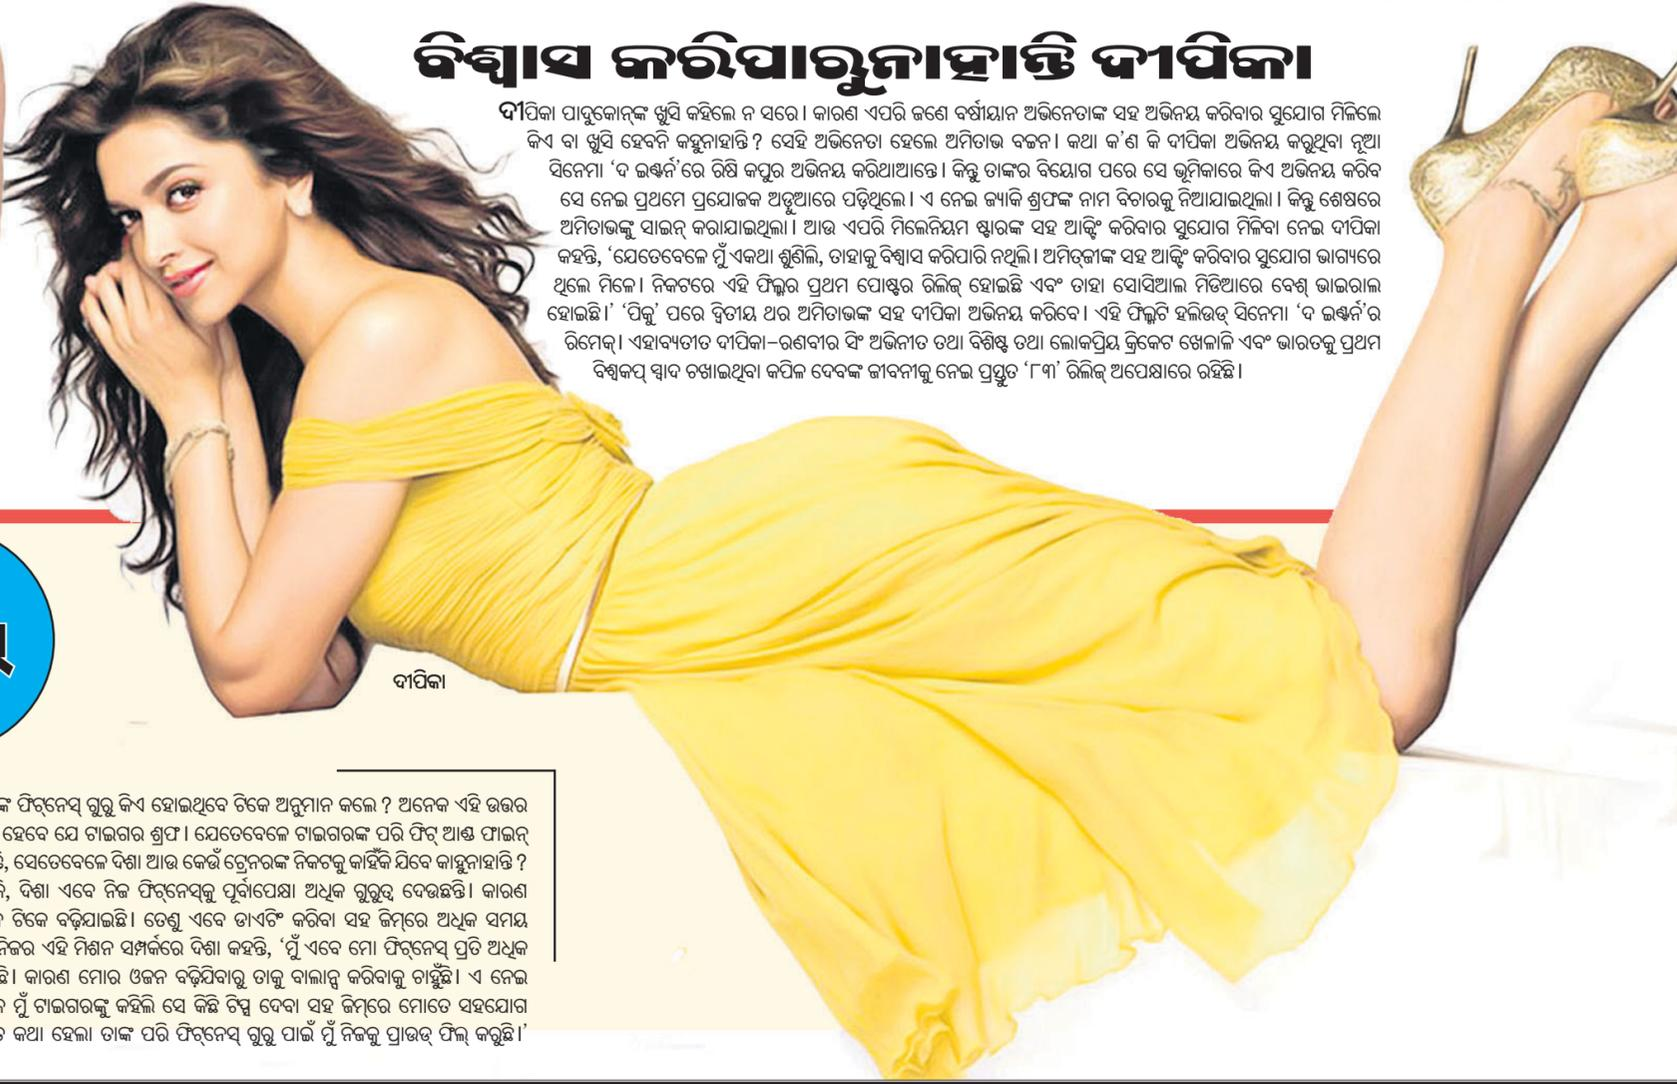 ବିଶ୍ୱାସ କରିପାରୁନାହାନ୍ତି ଦୀପିକା
ଦୀପିକା ପାଦୁକୋନ୍‌ଙ୍କ ଖୁସି କହିଲେ ନ ସରେ। କାରଣ ଏପରି ଜଣେ ବର୍ଷୀୟାନ ଅଭିନେତାଙ୍କ ସହ ଅଭିନୟ କରିବାର ସୁଯୋଗ ମିଳିଲେ
କିଏ ବା ଖୁସି ହେବନି କହୁନାହାନ୍ତି? ସେହି ଅଭିନେତା ହେଲେ ଅମିତାଭ ବଚ୍ଚନ। କଥା କ’ଣ କି ଦୀପିକା ଅଭିନୟ କରୁଥିବା ନୂଆ
ସିନେମା ‘ଦ ଇଣ୍ଟର୍ନ’ରେ ରିଷି କପୁର ଅଭିନୟ କରିଥାଆନ୍ତେ। କିନ୍ତୁ ତାଙ୍କର ବିୟୋଗ ପରେ ସେ ଭୂମିକାରେ କିଏ ଅଭିନୟ କରିବ
ସେ ନେଇ ପ୍ରଥମେ ପ୍ରଯୋଜକ ଅଡ଼ୁଆରେ ପଡ଼ିଥିଲେ। ଏ ନେଇ ଜ୍ୟାକି ଶ୍ରଫଙ୍କ ନାମ ବିଚାରକୁ ନିଆଯାଇଥିଲା। କିନ୍ତୁ ଶେଷରେ
ଅମିତାଭଙ୍କୁ ସାଇନ୍ କରାଯାଇଥିଲା। ଆଉ ଏପରି ମିଲେନିୟମ ଷ୍ଟାରଙ୍କ ସହ ଆକ୍ଟିଂ କରିବାର ସୁଯୋଗ ମିଳିବା ନେଇ ଦୀପିକା
କହନ୍ତି, ‘ଯେତେବେଳେ ମୁଁ ଏକଥା ଶୁଣିଲି, ତାହାକୁ ବିଶ୍ୱାସ କରିପାରି ନଥିଲି। ଅମିତ୍‌ଜୀଙ୍କ ସହ ଆକ୍ଟିଂ କରିବାର ସୁଯୋଗ ଭାଗ୍ୟରେ
ଥିଲେ ମିଳେ। ନିକଟରେ ଏହି ଫିଲ୍ମର ପ୍ରଥମ ପୋଷ୍ଟର ରିଲିଜ୍ ହୋଇଛି ଏବଂ ତାହା ସୋସିଆଲ ମିଡିଆରେ ବେଶ୍ ଭାଇରାଲ
ହୋଇଛି।’ ‘ପିକୁ’ ପରେ ଦ୍ୱିତୀୟ ଥର ଅମିତାଭଙ୍କ ସହ ଦୀପିକା ଅଭିନୟ କରିବେ। ଏହି ଫିଲ୍ମଟି ହଲିଉଡ୍ ସିନେମା ‘ଦ ଇଣ୍ଟର୍ନ’ର
ରିମେକ୍। ଏହାବ୍ୟତୀତ ଦୀପିକା–ରଣବୀର ସିଂ ଅଭିନୀତ ତଥା ବିଶିଷ୍ଟ ତଥା ଲୋକପ୍ରିୟ କ୍ରିକେଟ ଖେଳାଳି ଏବଂ ଭାରତକୁ ପ୍ରଥମ
ବିଶ୍ୱକପ୍ ସ୍ୱାଦ ଚଖାଇଥିବା କପିଳ ଦେବଙ୍କ ଜୀବନୀକୁ ନେଇ ପ୍ରସ୍ତୁତ ‘୮୩’ ରିଲିଜ୍ ଅପେକ୍ଷାରେ ରହିଛି।
ଦୀପିକା
ଙ୍କ ଫିଟ୍‌ନେସ୍ ଗୁରୁ କିଏ ହୋଇଥିବେ ଟିକେ ଅନୁମାନ କଲେ? ଅନେକ ଏହି ଉତ୍ତର
ହେବେ ଯେ ଟାଇଗର ଶ୍ରଫ। ଯେତେବେଳେ ଟାଇଗରଙ୍କ ପରି ଫିଟ୍ ଆଣ୍ଡ ଫାଇନ୍
ସେତେବେଳେ ଦିଶା ଆଉ କେଉଁ ଟ୍ରେନରଙ୍କ ନିକଟକୁ କାହିଁକି ଯିବେ କାହୁନାହାନ୍ତି?
ଦିଶା ଏବେ ନିଜ ଫିଟ୍‌ନେସ୍‌କୁ ପୂର୍ବାପେକ୍ଷା ଅଧିକ ଗୁରୁତ୍ୱ ଦେଉଛନ୍ତି। କାରଣ
ଟିକେ ବଢ଼ିଯାଇଛି। ତେଣୁ ଏବେ ଡାଏଟିଂ କରିବା ସହ ଜିମ୍‌ରେ ଅଧିକ ସମୟ
ନିଜର ଏହି ମିଶନ ସମ୍ପର୍କରେ ଦିଶା କହନ୍ତି, ‘ମୁଁ ଏବେ ମୋ ଫିଟ୍‌ନେସ୍ ପ୍ରତି ଅଧିକ
ଛି। କାରଣ ମୋର ଓଜନ ବଢ଼ିଯିବାରୁ ତାକୁ ବାଲାନ୍ସ କରିବାକୁ ଚାହୁଁଛି। ଏ ନେଇ
ମୁଁ ଟାଇଗରଙ୍କୁ କହିଲି ସେ କିଛି ଟିପ୍ସ ଦେବା ସହ ଜିମ୍‌ରେ ମୋତେ ସହଯୋଗ
କଥା ହେଲା ତାଙ୍କ ପରି ଫିଟ୍‌ନେସ୍ ଗୁରୁ ପାଇଁ ମୁଁ ନିଜକୁ ପ୍ରାଉଡ୍ ଫିଲ୍ କରୁଛି।’